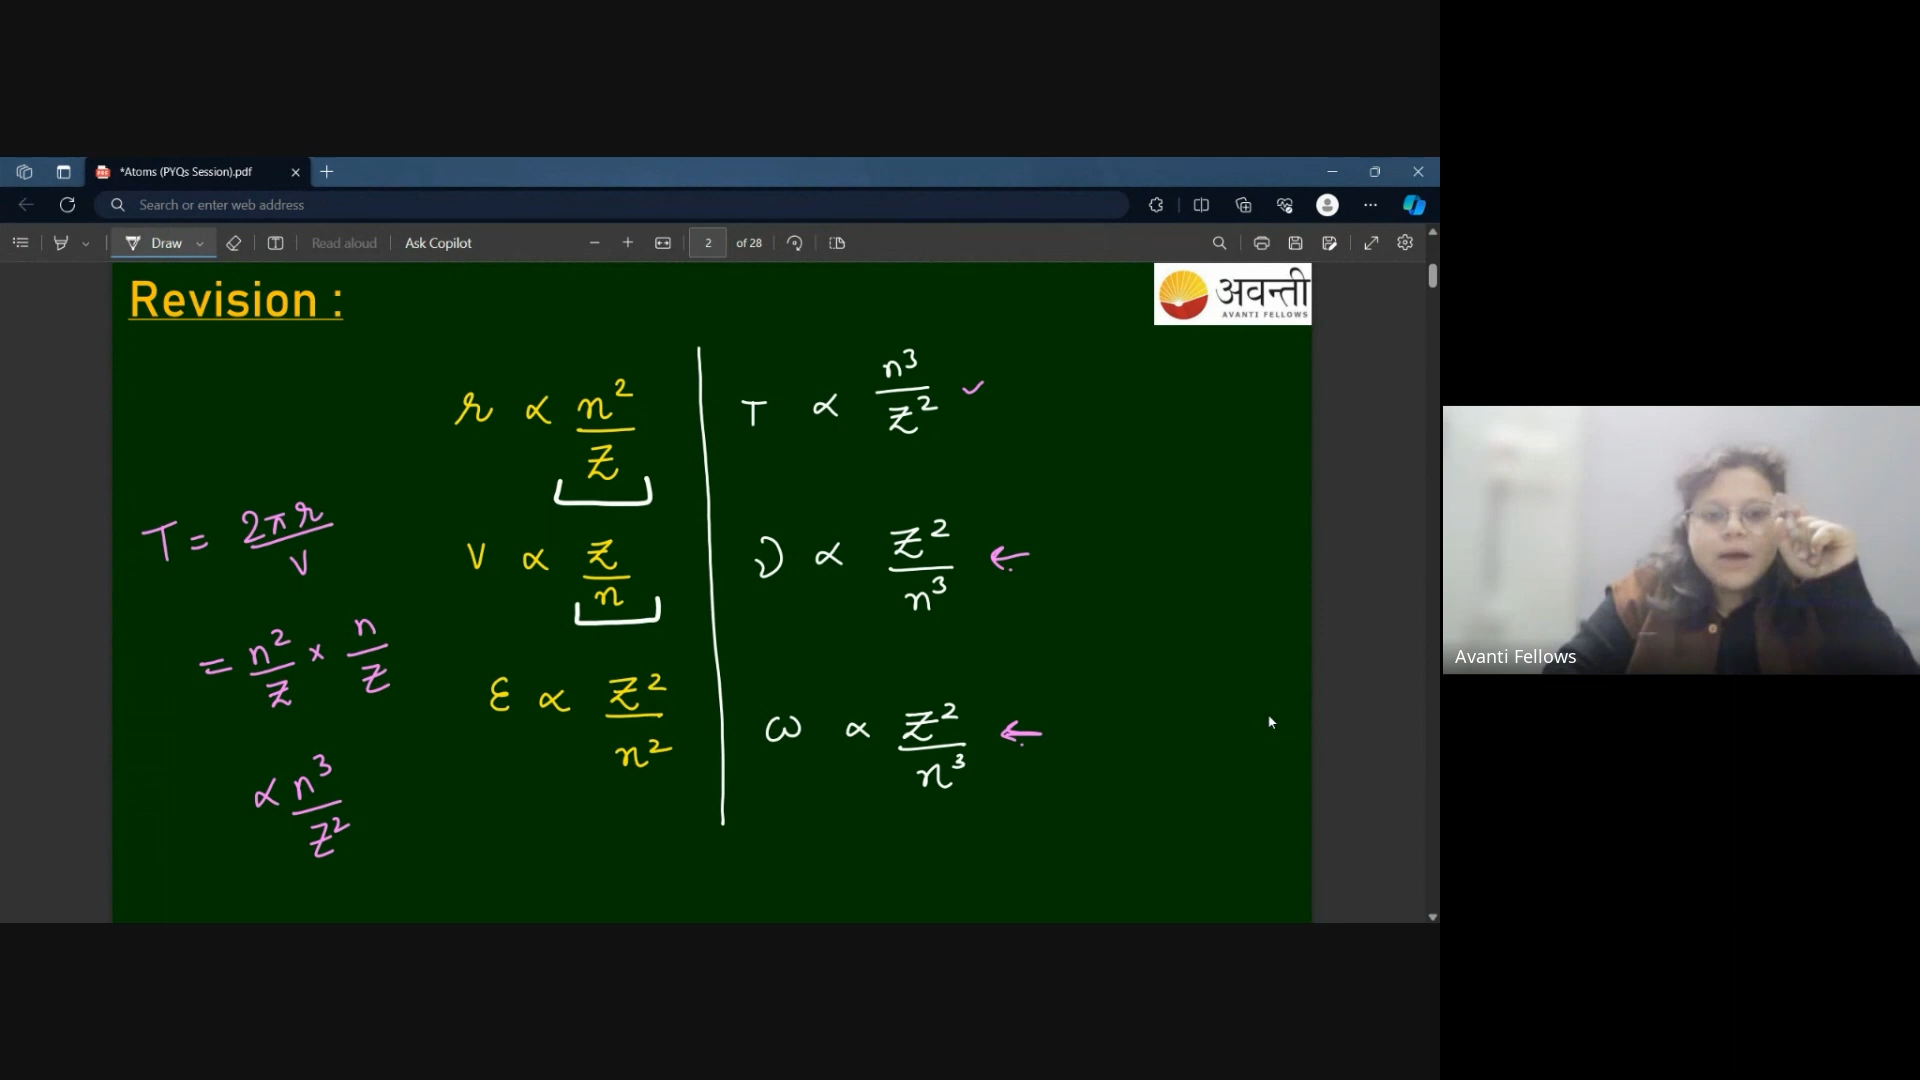 *Atoms (PYQs Session).pdf
Search or enter web address
Draw
Read aloud
Ask Copilot
2 of 28
Revision :
अवन्ती
AVANTI FELLOWS
r ∝ n²/Z
v ∝ Z/n
ε ∝ Z²/n²
T ∝ n³/Z²
ν ∝ Z²/n³
ω ∝ Z²/n³
T = 2πr/v
= n²/Z × n/Z
∝ n³/Z²
Avanti Fellows